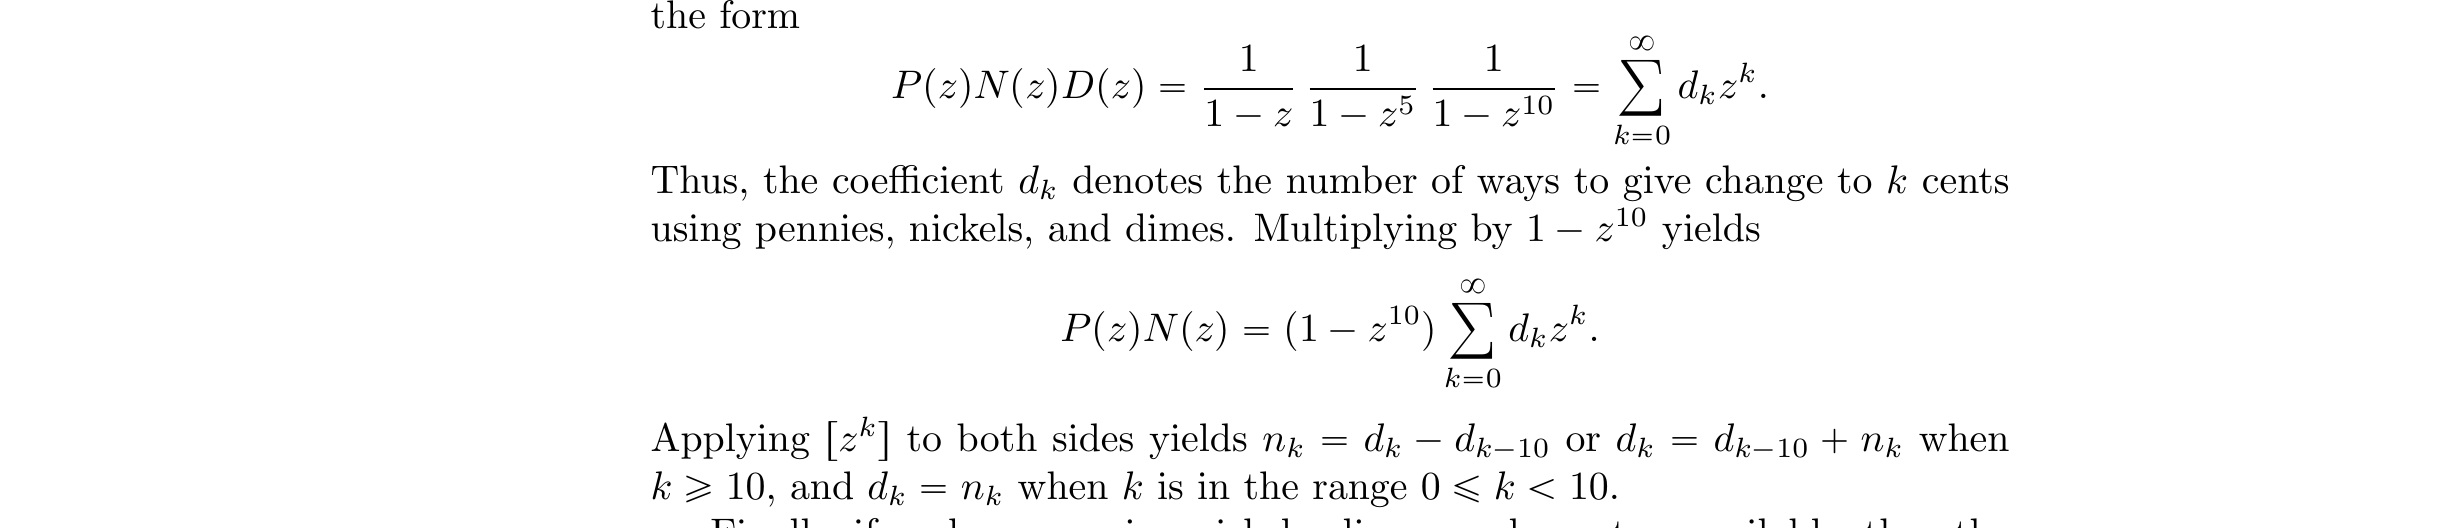 the form
P(z)N(z)D(z) = \frac{1}{1 - z} \frac{1}{1 - z^5} \frac{1}{1 - z^{10}} = \sum_{k=0}^{\infty} d_k z^k.
Thus, the coefficient d_k denotes the number of ways to give change to k cents
using pennies, nickels, and dimes. Multiplying by 1 − z^{10} yields
P(z)N(z) = (1 − z^{10}) \sum_{k=0}^{\infty} d_k z^k.
Applying [z^k] to both sides yields n_k = d_k − d_{k−10} or d_k = d_{k−10} + n_k when
k ⩾ 10, and d_k = n_k when k is in the range 0 ⩽ k < 10.